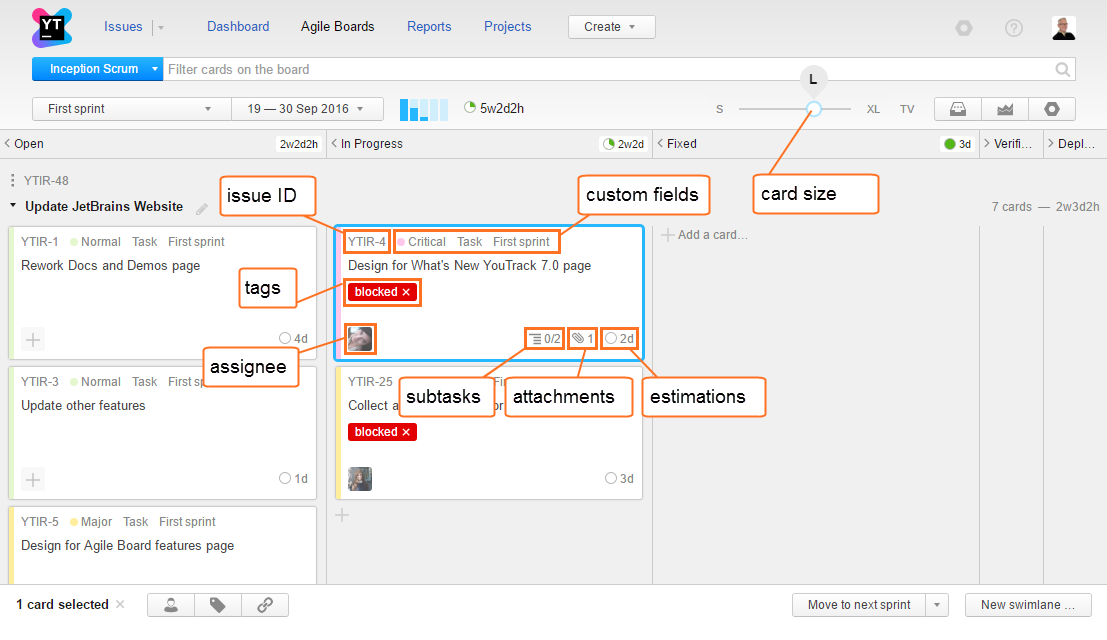 YT
Issues Dashboard Agile Boards Reports Projects Create
Inception Scrum Filter cards on the board
L
First sprint 19 — 30 Sep 2016 5w2d2h S XL TV
Open 2w2d2h In Progress 2w2d Fixed 3d Verifi... Depl...
YTIR-48
issue ID custom fields card size
Update JetBrains Website 7 cards — 2w3d2h
Add a card...
YTIR-1 Normal Task First sprint
Rework Docs and Demos page
4d
YTIR-4 Critical Task First sprint
Design for What's New YouTrack 7.0 page
tags
blocked ×
0/2 1 2d
assignee
subtasks attachments estimations
YTIR-3 Normal Task First
Update other features
1d
YTIR-25
Collect
blocked ×
3d
YTIR-5 Major Task First sprint
Design for Agile Board features page
1 card selected × Move to next sprint New swimlane ...